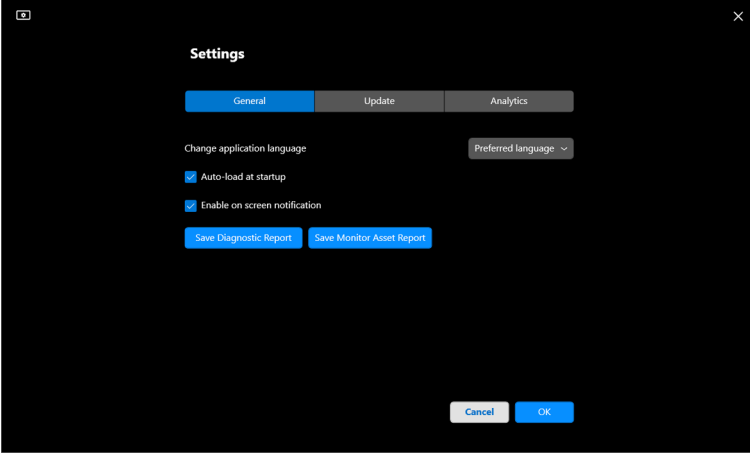 Settings
General
Update
Analytics
Change application language
Preferred language
Auto-load at startup
Enable on screen notification
Save Diagnostic Report
Save Monitor Asset Report
Cancel
OK